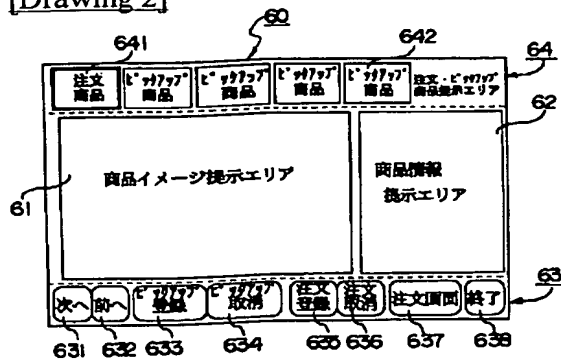 [Drawing 2]
60
641
642
注文
商品
ピックアップ
商品
ピックアップ
商品
ピックアップ
商品
ピックアップ
商品
注文・ピックアップ
商品提示エリア
64
62
商品イメージ提示エリア
商品情報
提示エリア
61
次へ
前へ
ピックアップ
登録
ピックアップ
取消
注文
登録
注文
取消
注文画面
終了
63
631
632
633
634
635
636
637
638